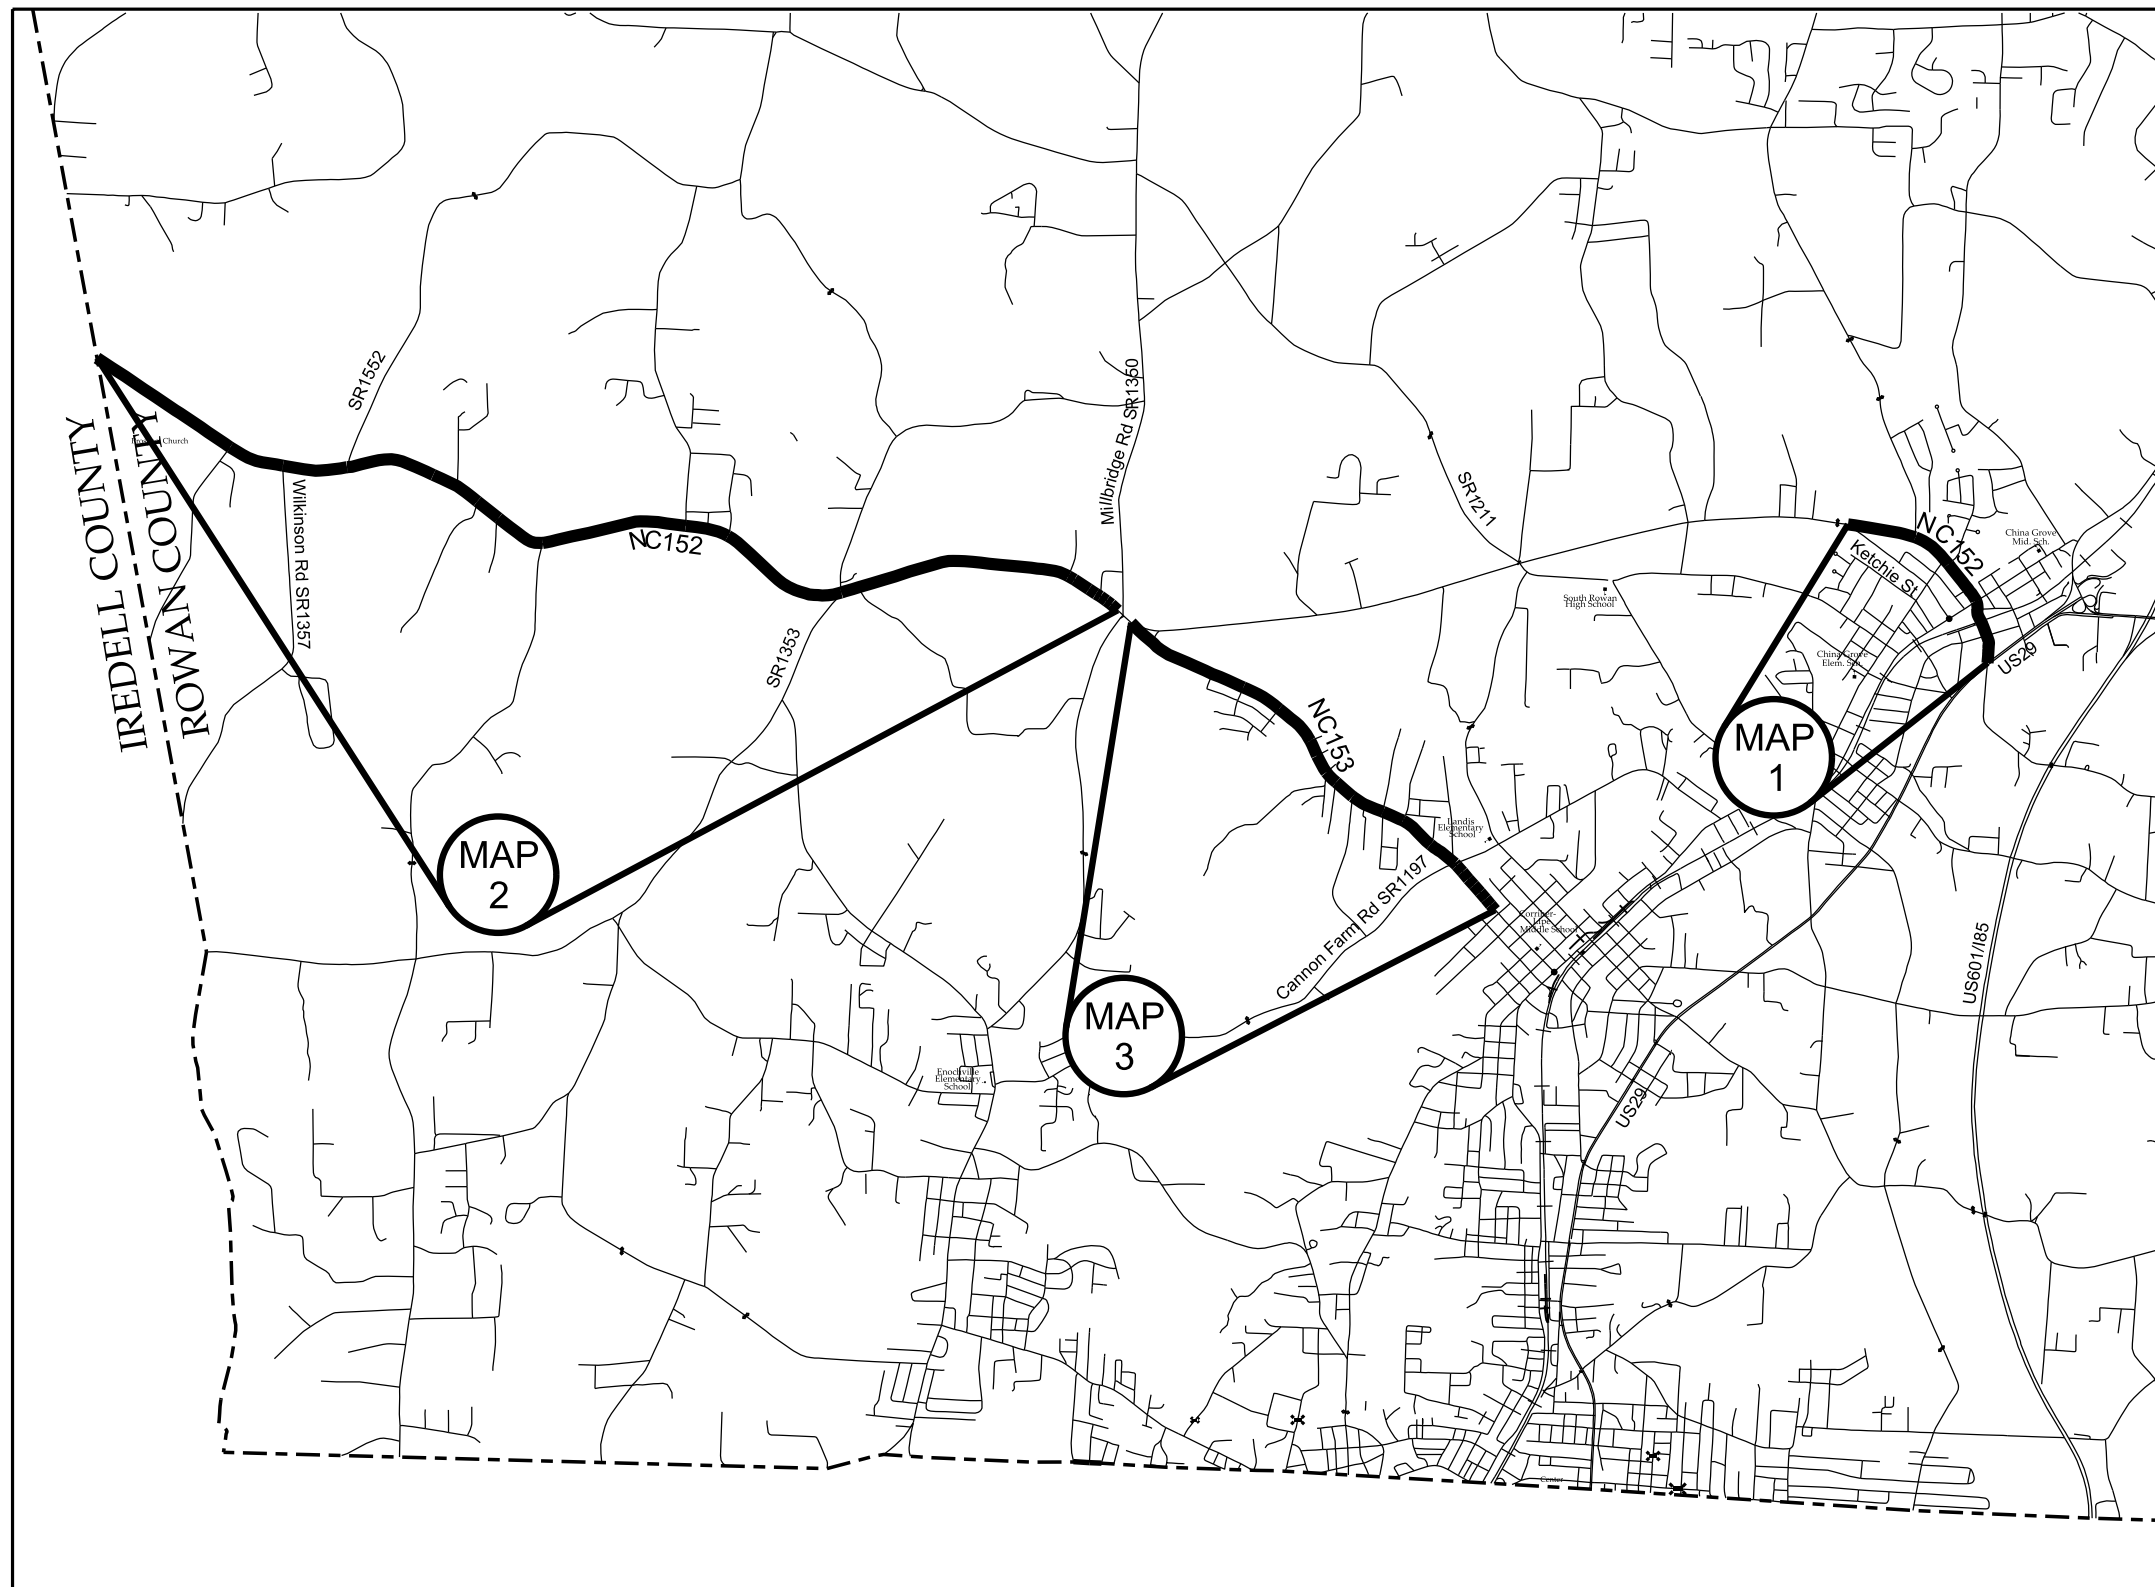 SR1552
Millbridge Rd SR1350
Church
IREDELL COUNTY
ROWAN COUNTY
Wilkinson Rd SR1357
NC152
SR1211
NC152
Ketchie St
China Grove
Mid. Sch.
South Rowan
High School
SR1353
China Grove
Elem. Sch.
US29
NC153
MAP
1
Landis
Elementary
School
MAP
2
Cannon Farm Rd SR1197
Corriher-
Lipe
Middle School
US601/I85
MAP
3
Enochville
Elementary
School
US29
Center